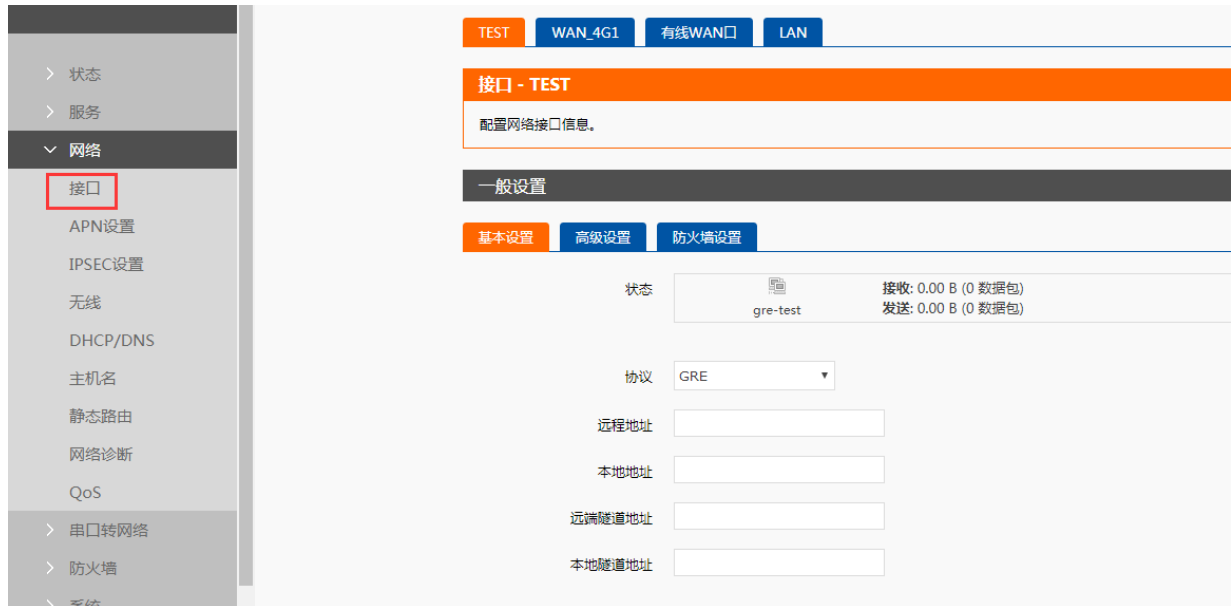 状态
服务
网络
接口
APN设置
IPSEC设置
无线
DHCP/DNS
主机名
静态路由
网络诊断
QoS
串口转网络
防火墙
系统
TEST WAN_4G1 有线WAN口 LAN
接口 - TEST
配置网络接口信息。
一般设置
基本设置 高级设置 防火墙设置
状态 gre-test 接收: 0.00 B (0 数据包)
发送: 0.00 B (0 数据包)
协议 GRE
远程地址
本地地址
远端隧道地址
本地隧道地址